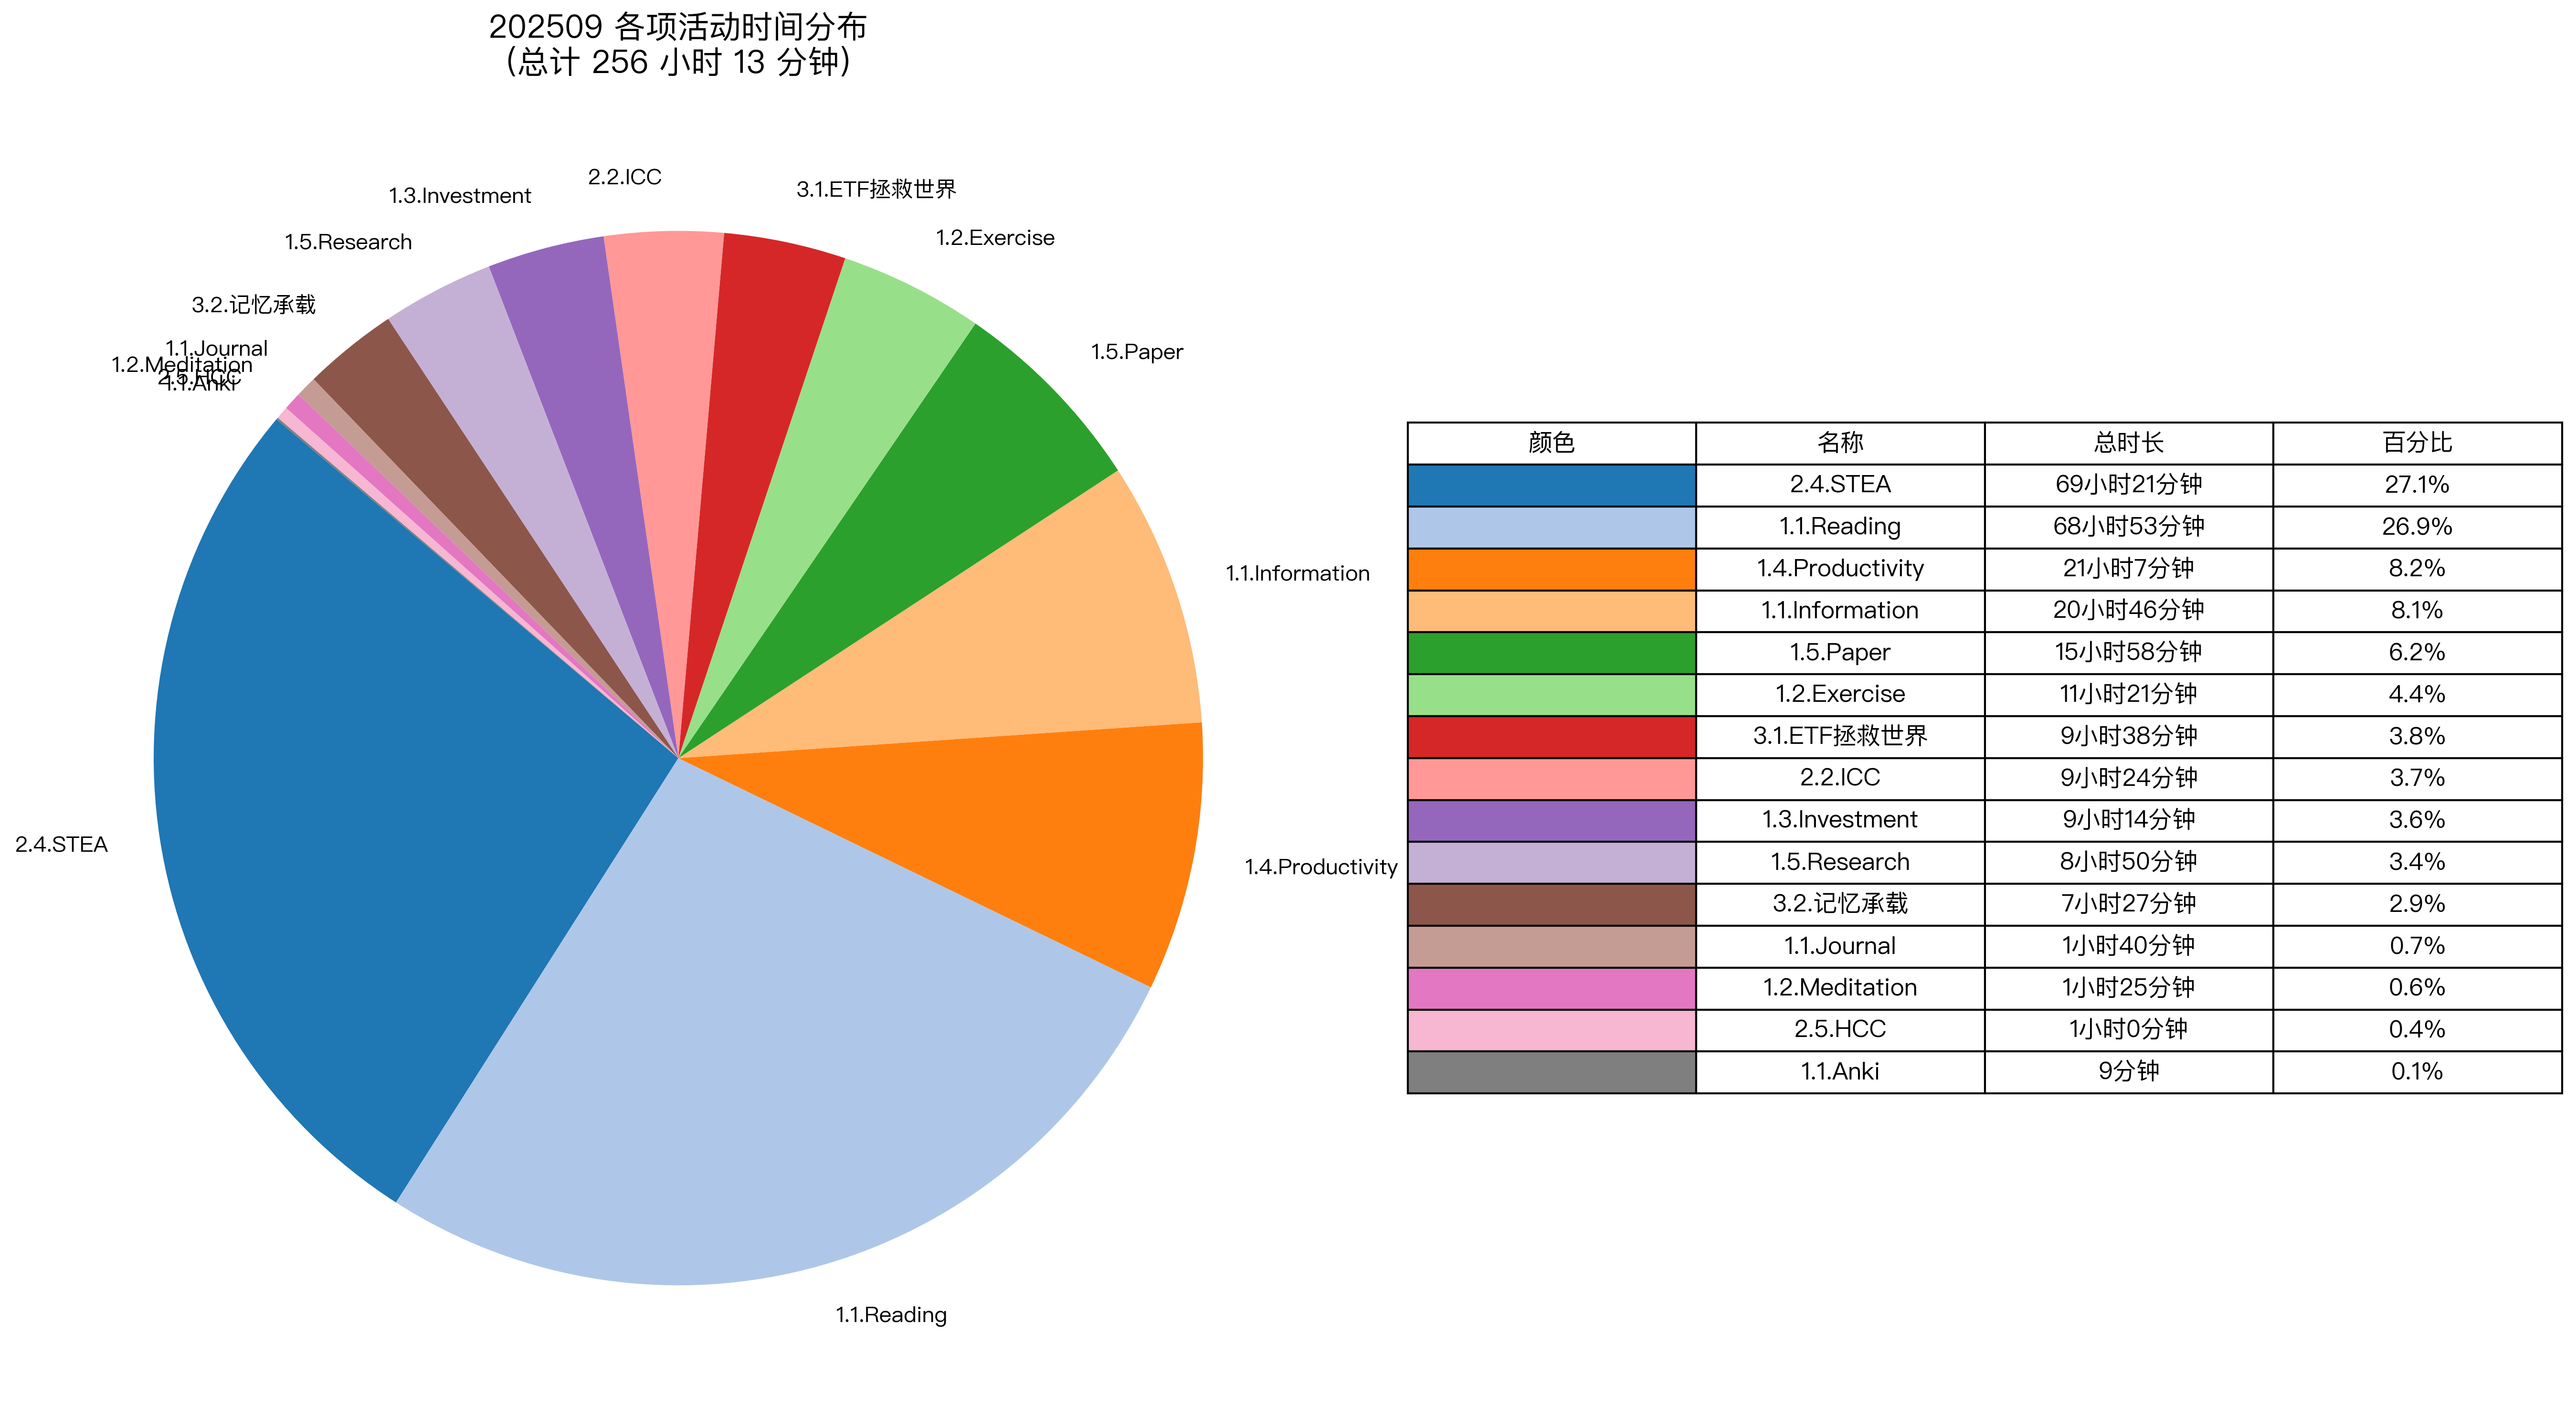 202509 各项活动时间分布
(总计 256 小时 13 分钟)
2.2.ICC
3.1.ETF拯救世界
1.3.Investment
1.2.Exercise
1.5.Research
3.2.记忆承载
1.1.Journal
1.2.Meditation
2.5.HCC
1.1.Anki
1.5.Paper
1.1.Information
2.4.STEA
1.4.Productivity
1.1.Reading
颜色 名称 总时长 百分比
2.4.STEA 69小时21分钟 27.1%
1.1.Reading 68小时53分钟 26.9%
1.4.Productivity 21小时7分钟 8.2%
1.1.Information 20小时46分钟 8.1%
1.5.Paper 15小时58分钟 6.2%
1.2.Exercise 11小时21分钟 4.4%
3.1.ETF拯救世界 9小时38分钟 3.8%
2.2.ICC 9小时24分钟 3.7%
1.3.Investment 9小时14分钟 3.6%
1.5.Research 8小时50分钟 3.4%
3.2.记忆承载 7小时27分钟 2.9%
1.1.Journal 1小时40分钟 0.7%
1.2.Meditation 1小时25分钟 0.6%
2.5.HCC 1小时0分钟 0.4%
1.1.Anki 9分钟 0.1%